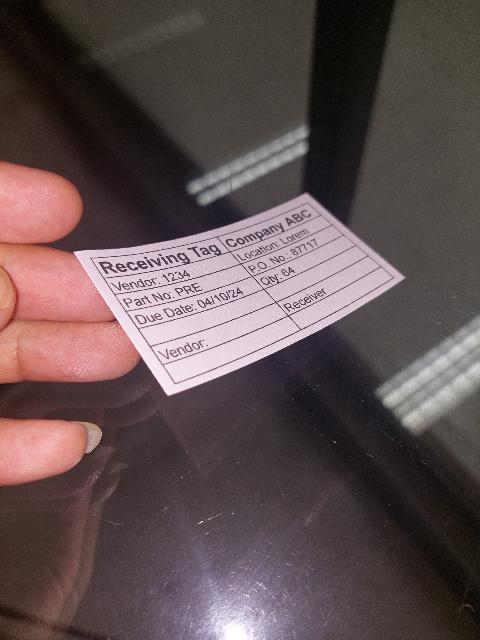 Receiving Tag Company ABC
Vendor: 1234 Location: Lorem
Part No: PRE P.O. No.: 87717
Due Date: 04/10/24 Qty: 64
Vendor: Receiver